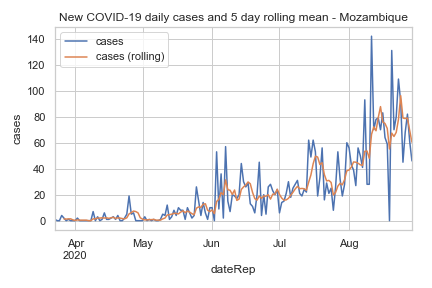 New COVID-19 daily cases and 5 day rolling mean - Mozambique
cases
cases (rolling)
140
120
100
80
60
40
20
0
cases
Apr
2020
May
Jun
Jul
Aug
dateRep